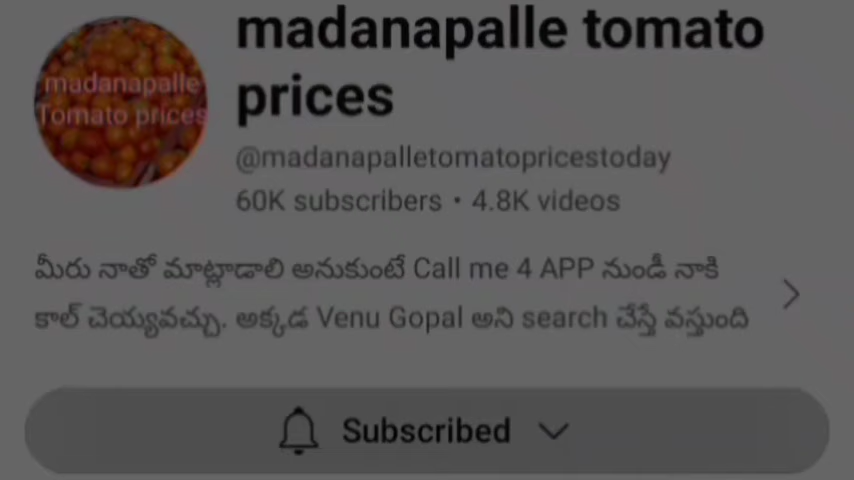 madanapalle tomato
prices
madanapalle
Tomato prices
@madanapalletomatopricestoday
60K subscribers • 4.8K videos
మీరు నాతో మాట్లాడాలి అనుకుంటే Call me 4 APP నుండీ నాకి
కాల్ చెయ్యవచ్చు. అక్కడ Venu Gopal అని search చేస్తే వస్తుంది
Subscribed